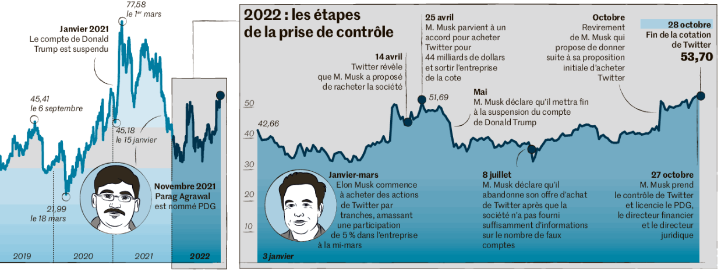 77,58
le 1er mars
Janvier 2021
Le compte de Donald
Trump est suspendu
45,41
le 6 septembre
45,18
le 15 janvier
21,99
le 18 mars
Novembre 2021
Parag Agrawal
est nommé PDG
2019
2020
2021
2022
2022 : les étapes
de la prise de contrôle
14 avril
Twitter révèle
que M. Musk a proposé
de racheter la société
25 avril
M. Musk parvient à un
accord pour acheter
Twitter pour
44 milliards de dollars
et sortir l'entreprise
de la cote
51,69
Mai
M. Musk déclare qu'il mettra fin
à la suspension du compte
de Donald Trump
Octobre
Revirement
de M. Musk qui
propose de donner
suite à sa proposition
initiale d'acheter
Twitter
28 octobre
Fin de la cotation
de Twitter
53,70
50
40
30
20
10
42,66
Janvier-mars
Elon Musk commence
à acheter des actions
de Twitter par
tranches, amassant
une participation
de 5 % dans l'entreprise
à la mi-mars
8 juillet
M. Musk déclare qu'il
abandonne son offre d'achat
de Twitter après que la
société n'a pas fourni
suffisamment d'informations
sur le nombre de faux
comptes
27 octobre
M. Musk prend
le contrôle de Twitter
et licencie le PDG,
le directeur financier
et le directeur
juridique
3 janvier